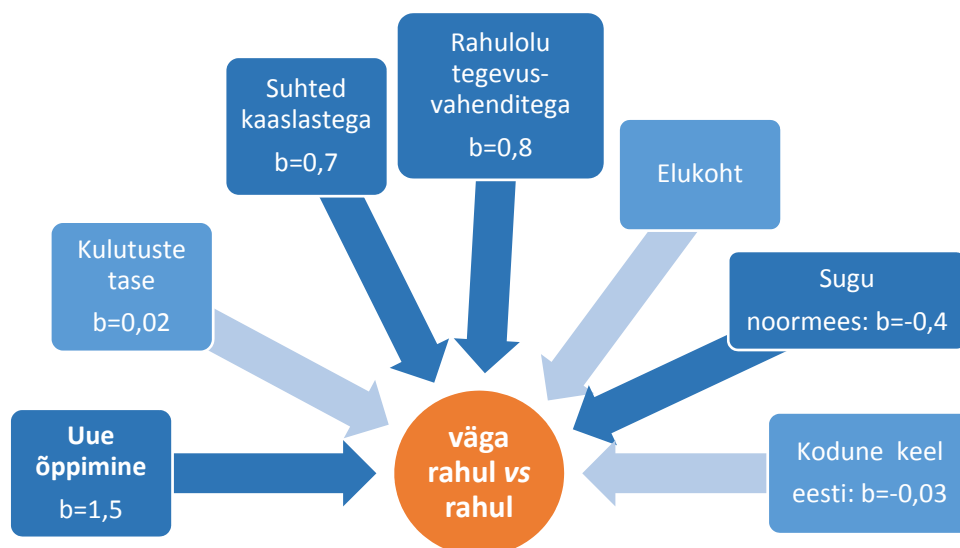 Uue
õppimine
b=1,5
Kulutuste
tase
b=0,02
Suhted
kaaslastega
b=0,7
Rahulolu
tegevus-
vahenditega
b=0,8
Elukoht
Sugu
noormees: b=-0,4
Kodune keel
eesti: b=-0,03
väga
rahul vs
rahul